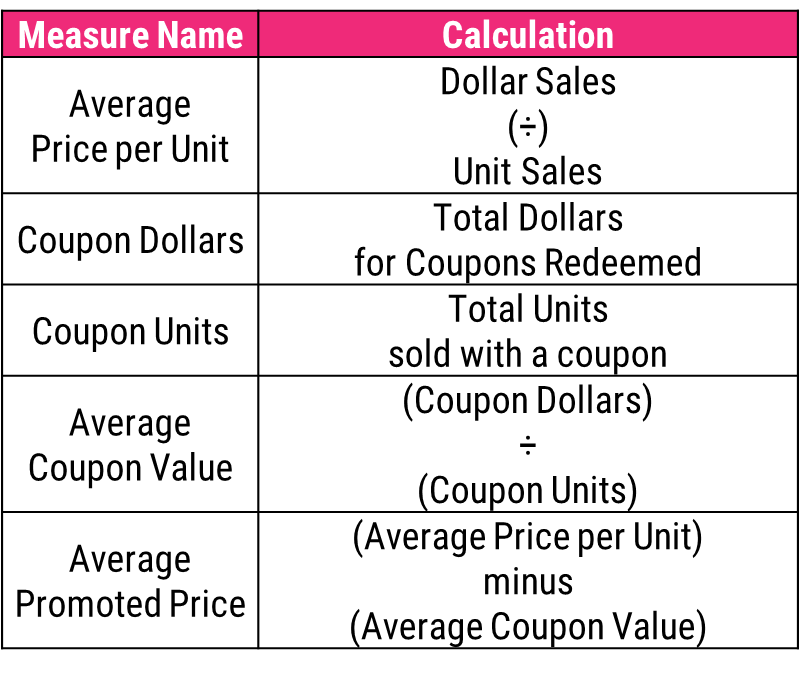 Measure Name
Calculation
Average
Price per Unit
Dollar Sales
(÷)
Unit Sales
Coupon Dollars
Total Dollars
for Coupons Redeemed
Coupon Units
Total Units
sold with a coupon
Average
Coupon Value
(Coupon Dollars)
÷
(Coupon Units)
Average
Promoted Price
(Average Price per Unit)
minus
(Average Coupon Value)